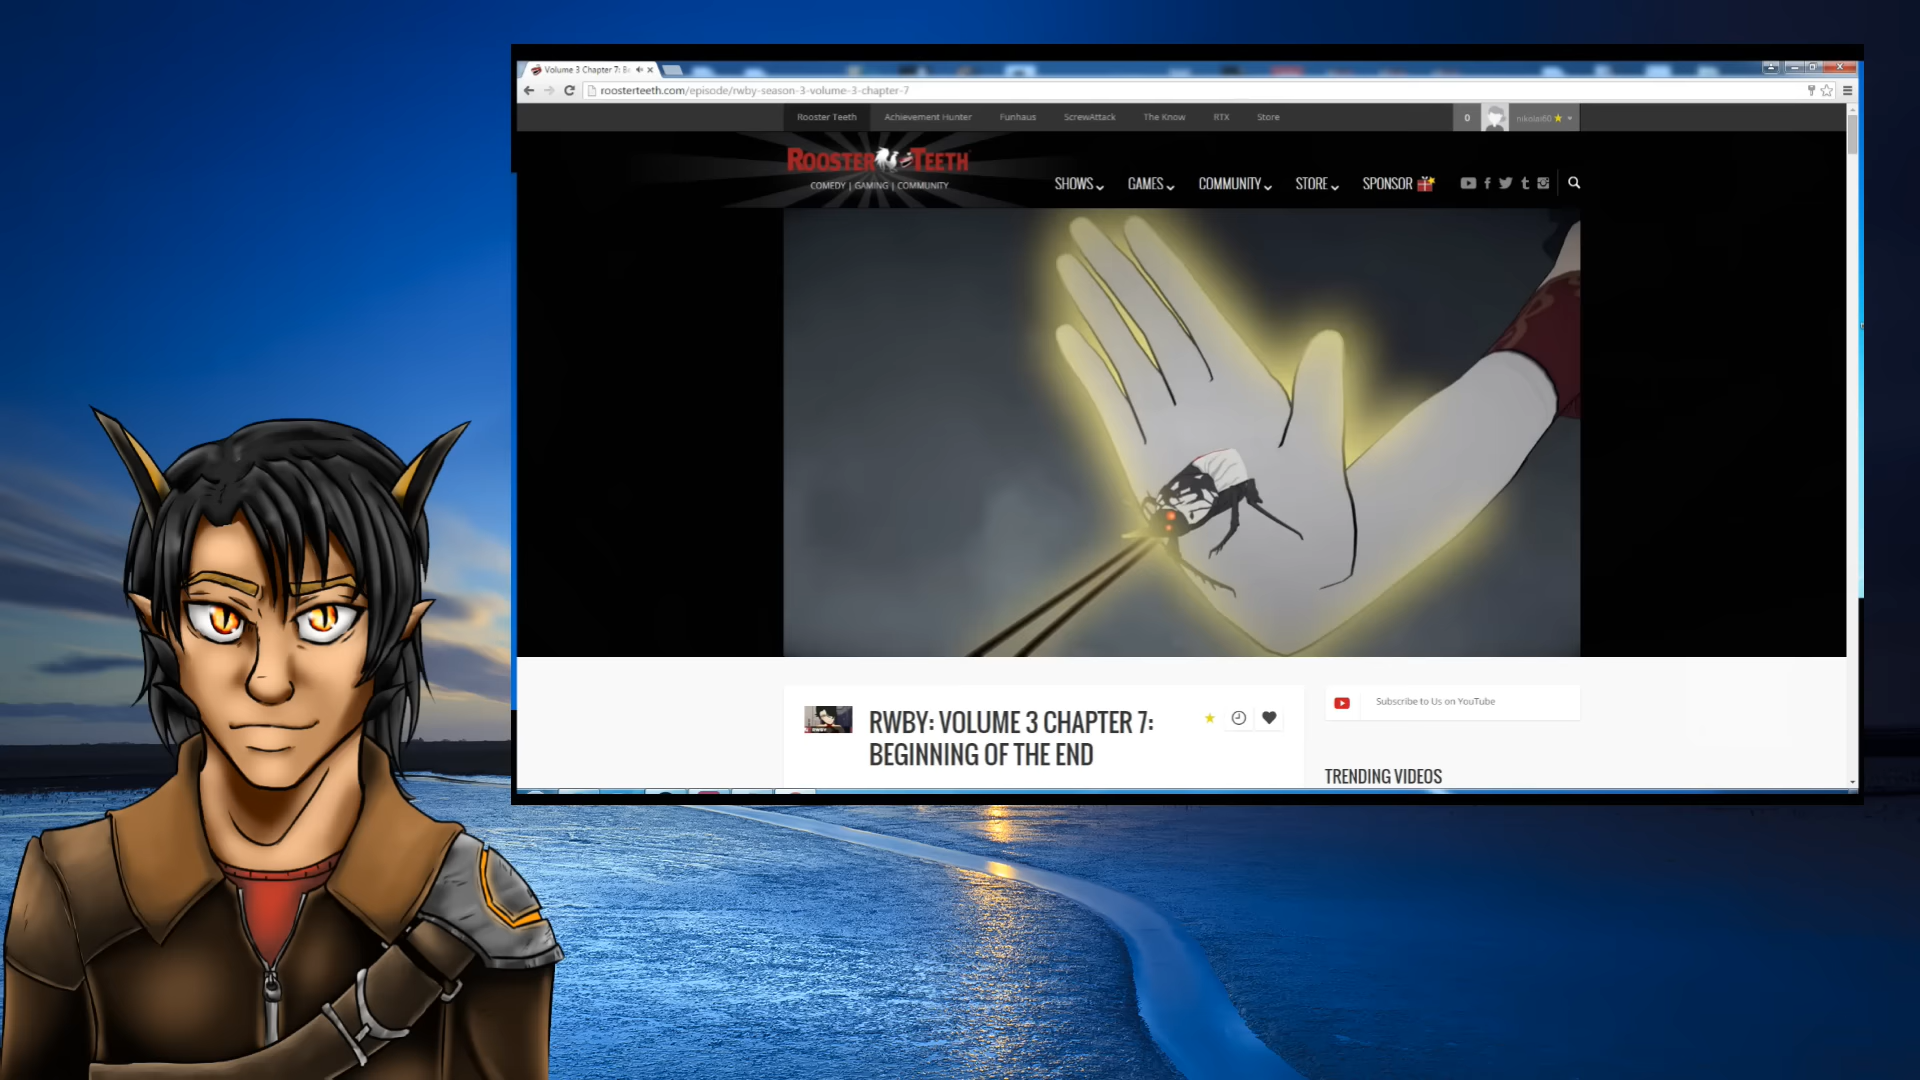 Volume 3 Chapter 7: Be
roosterteeth.com/episode/rwby-season-3-volume-3-chapter-7
Rooster Teeth Achievement Hunter Funhaus ScrewAttack The Know RTX Store
0 nikolai60
ROOSTER TEETH
COMEDY | GAMING | COMMUNITY
SHOWS GAMES COMMUNITY STORE SPONSOR
RWBY: VOLUME 3 CHAPTER 7:
BEGINNING OF THE END
Subscribe to Us on YouTube
TRENDING VIDEOS